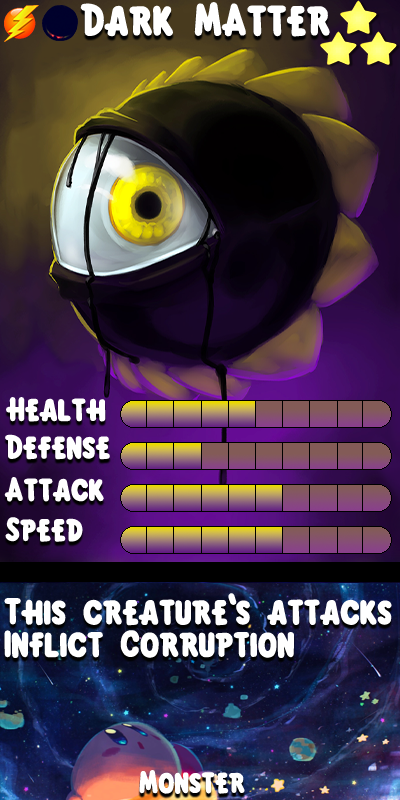 Dark Matter
Health
Defense
Attack
Speed
This creature's attacks
Inflict Corruption
Monster